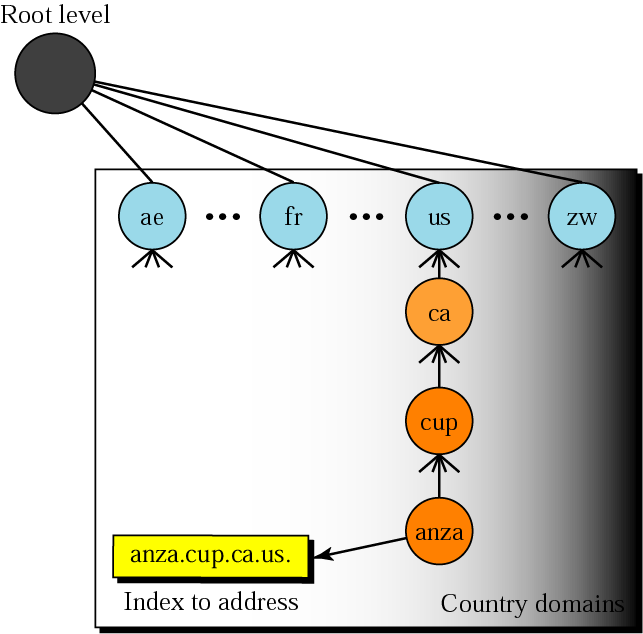 Root level
ae ••• fr ••• us ••• zw
ca
cup
anza
anza.cup.ca.us.
Index to address
Country domains